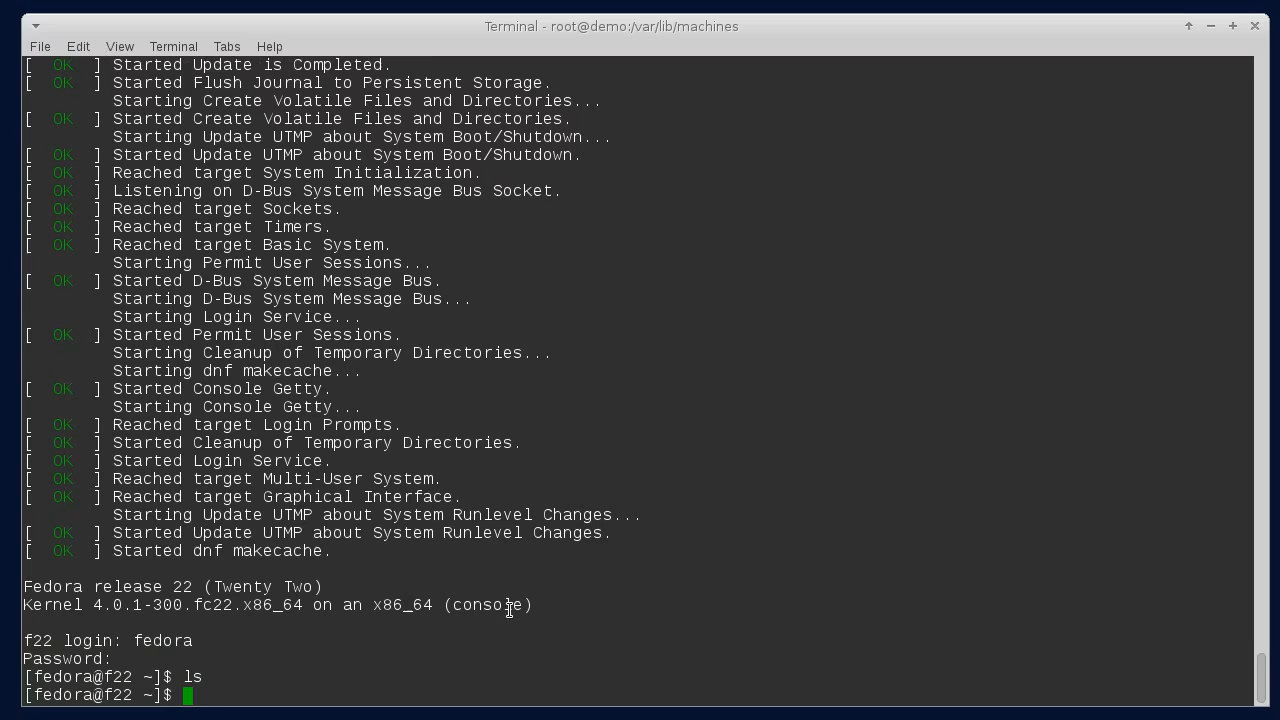 Terminal - root@demo:/var/lib/machines
File Edit View Terminal Tabs Help
[  OK  ] Started Update is Completed.
[  OK  ] Started Flush Journal to Persistent Storage.
         Starting Create Volatile Files and Directories...
[  OK  ] Started Create Volatile Files and Directories.
         Starting Update UTMP about System Boot/Shutdown...
[  OK  ] Started Update UTMP about System Boot/Shutdown.
[  OK  ] Reached target System Initialization.
[  OK  ] Listening on D-Bus System Message Bus Socket.
[  OK  ] Reached target Sockets.
[  OK  ] Reached target Timers.
[  OK  ] Reached target Basic System.
         Starting Permit User Sessions...
[  OK  ] Started D-Bus System Message Bus.
         Starting D-Bus System Message Bus...
         Starting Login Service...
[  OK  ] Started Permit User Sessions.
         Starting Cleanup of Temporary Directories...
         Starting dnf makecache...
[  OK  ] Started Console Getty.
         Starting Console Getty...
[  OK  ] Reached target Login Prompts.
[  OK  ] Started Cleanup of Temporary Directories.
[  OK  ] Started Login Service.
[  OK  ] Reached target Multi-User System.
[  OK  ] Reached target Graphical Interface.
         Starting Update UTMP about System Runlevel Changes...
[  OK  ] Started Update UTMP about System Runlevel Changes.
[  OK  ] Started dnf makecache.
Fedora release 22 (Twenty Two)
Kernel 4.0.1-300.fc22.x86_64 on an x86_64 (console)
f22 login: fedora
Password:
[fedora@f22 ~]$ ls
[fedora@f22 ~]$